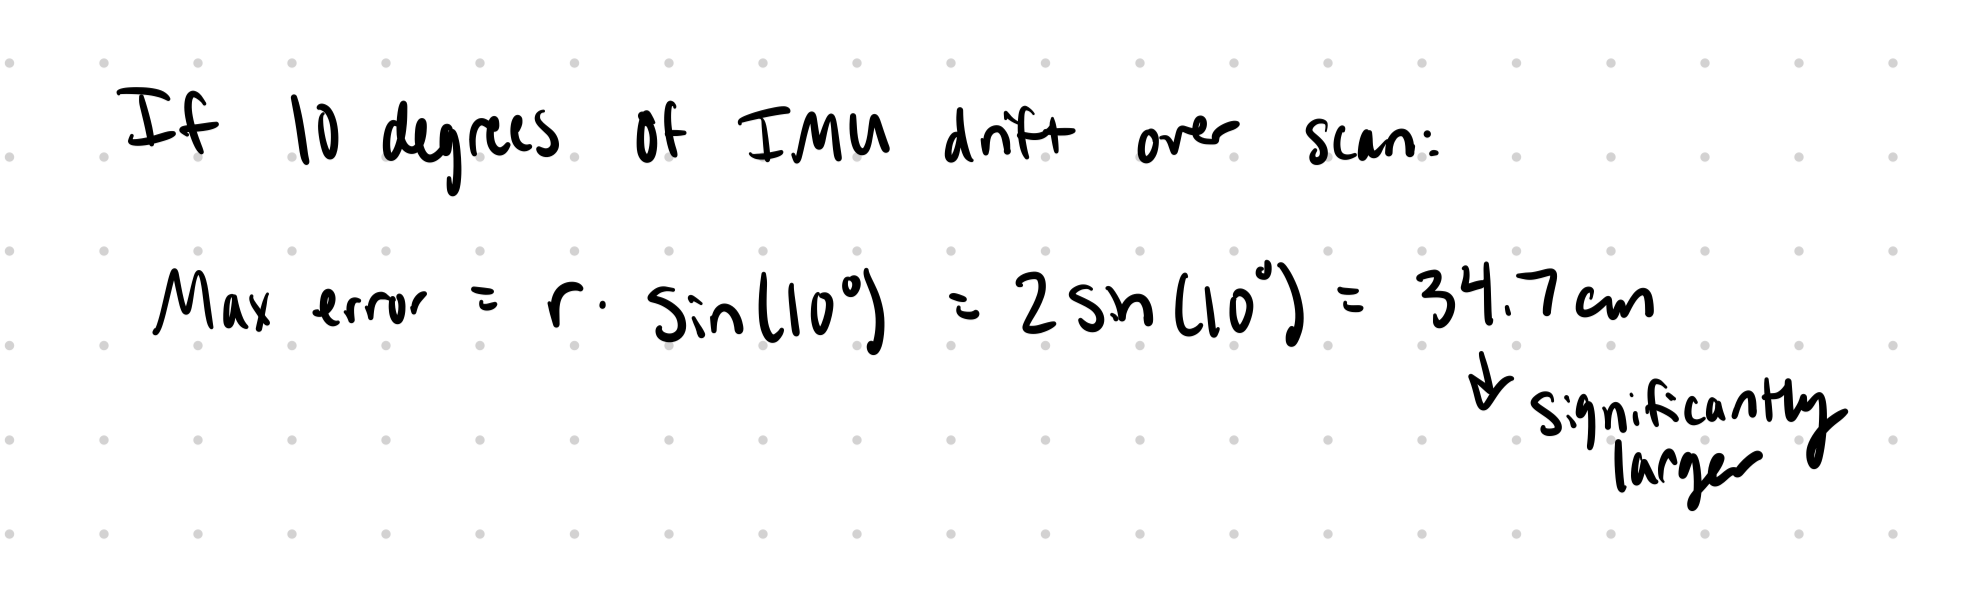 If 10 degrees of IMU drift over scan:
Max error = r · sin(10°) = 2 sin(10°) = 34.7 cm
↓ significantly
larger